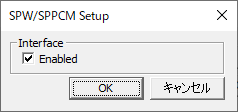 SPW/SPPCM Setup
Interface
Enabled
OK
キャンセル